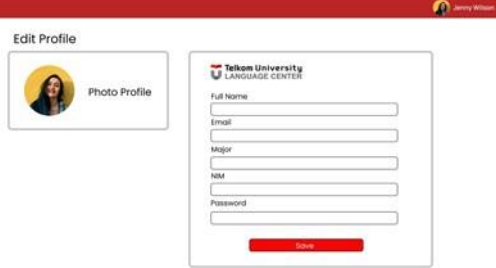 Jenny Wilson
Edit Profile
Photo Profile
Telkom University
LANGUAGE CENTER
Full Name
Email
Major
NIM
Password
Save